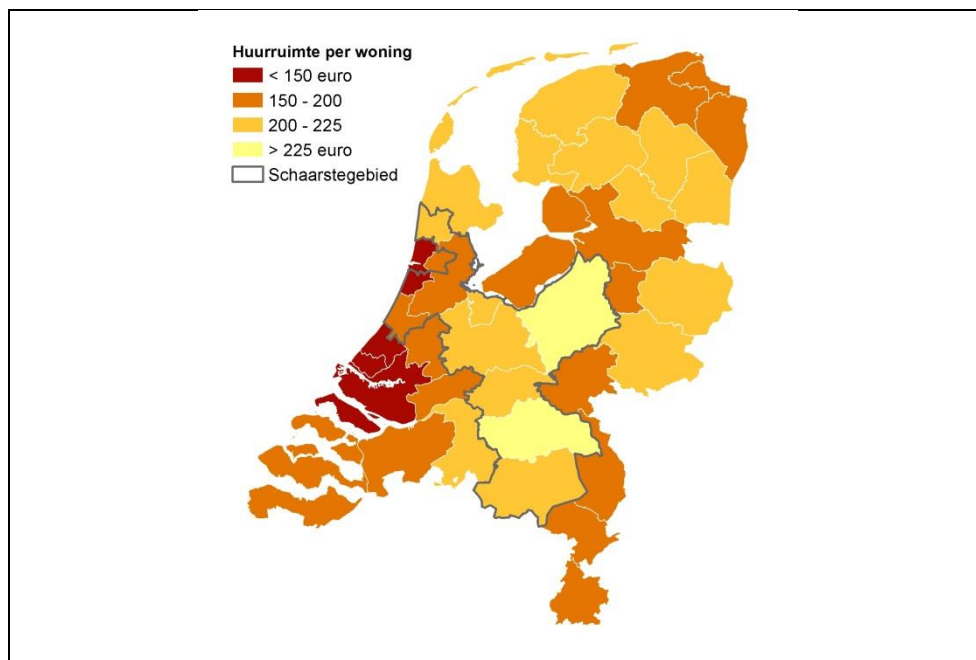 Huurruimte per woning
< 150 euro
150 - 200
200 - 225
> 225 euro
Schaarstegebied